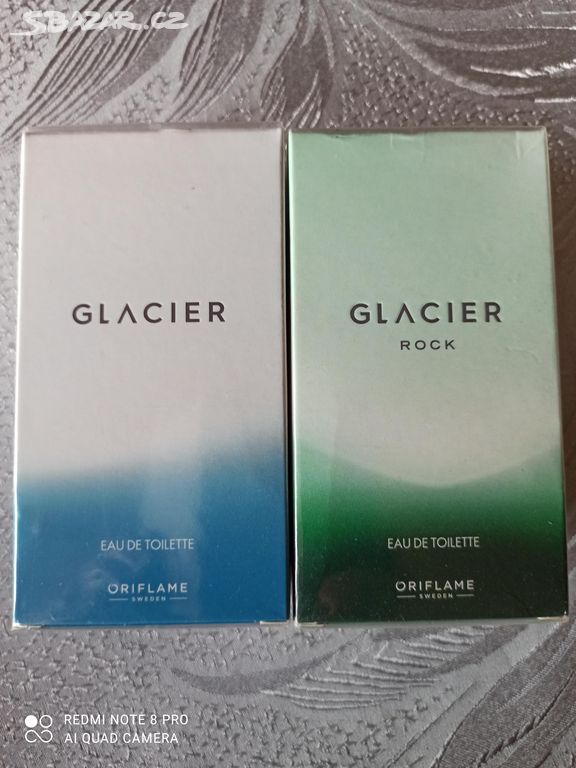 SBAZAR.CZ
GLACIER
EAU DE TOILETTE
ORIFLAME
SWEDEN
GLACIER
ROCK
EAU DE TOILETTE
ORIFLAME
SWEDEN
REDMI NOTE 8 PRO
AI QUAD CAMERA